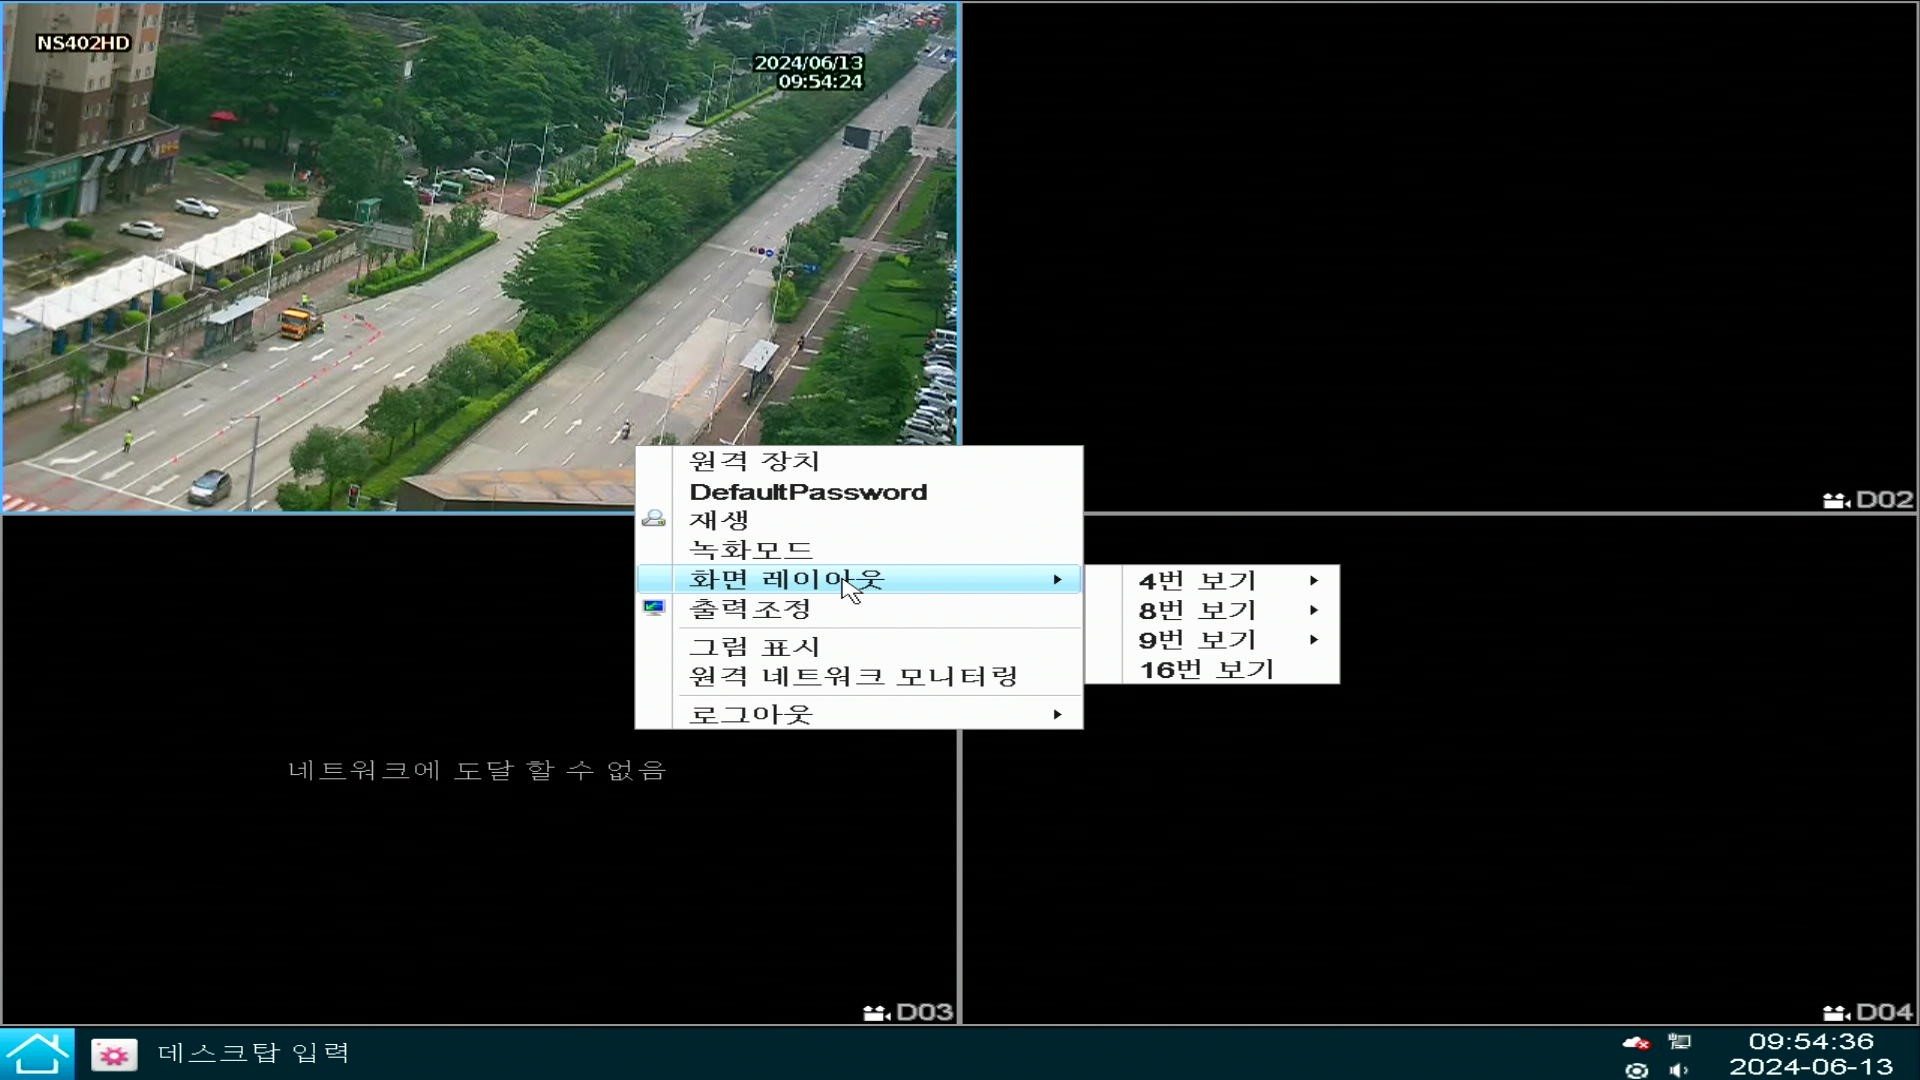 NS402HD
2024/06/13
09:54:24
D02
원격 장치
DefaultPassword
재생
녹화모드
화면 레이아웃
출력조정
그림 표시
원격 네트워크 모니터링
로그아웃
4번 보기
8번 보기
9번 보기
16번 보기
네트워크에 도달 할 수 없음
D03
D04
데스크탑 입력
09:54:36
2024-06-13